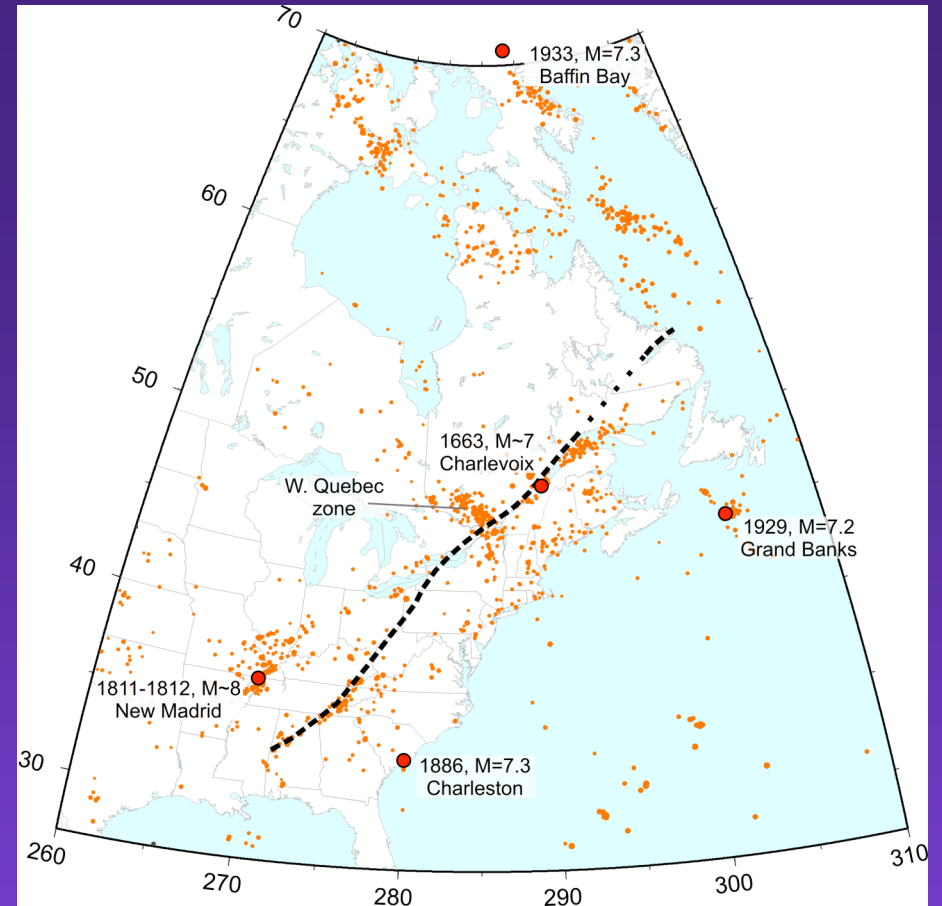 70
1933, M=7.3
Baffin Bay
60
50
1663, M~7
Charlevoix
W. Quebec
zone
1929, M=7.2
Grand Banks
40
1811-1812, M~8
New Madrid
30
1886, M=7.3
Charleston
260
270
280
290
300
310